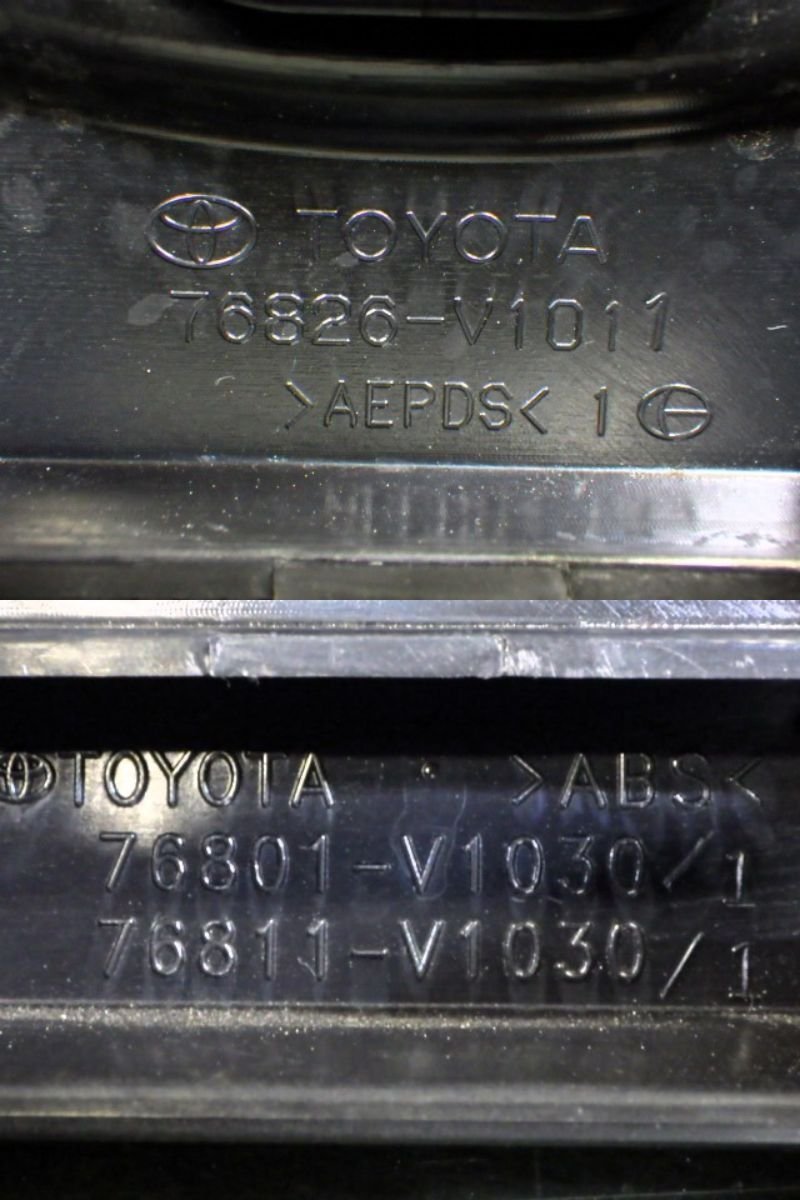 TOYOTA
76826-V1011
>AEPDS< 1
TOYOTA · >ABS<
76801-V1030/1
76811-V1030/1